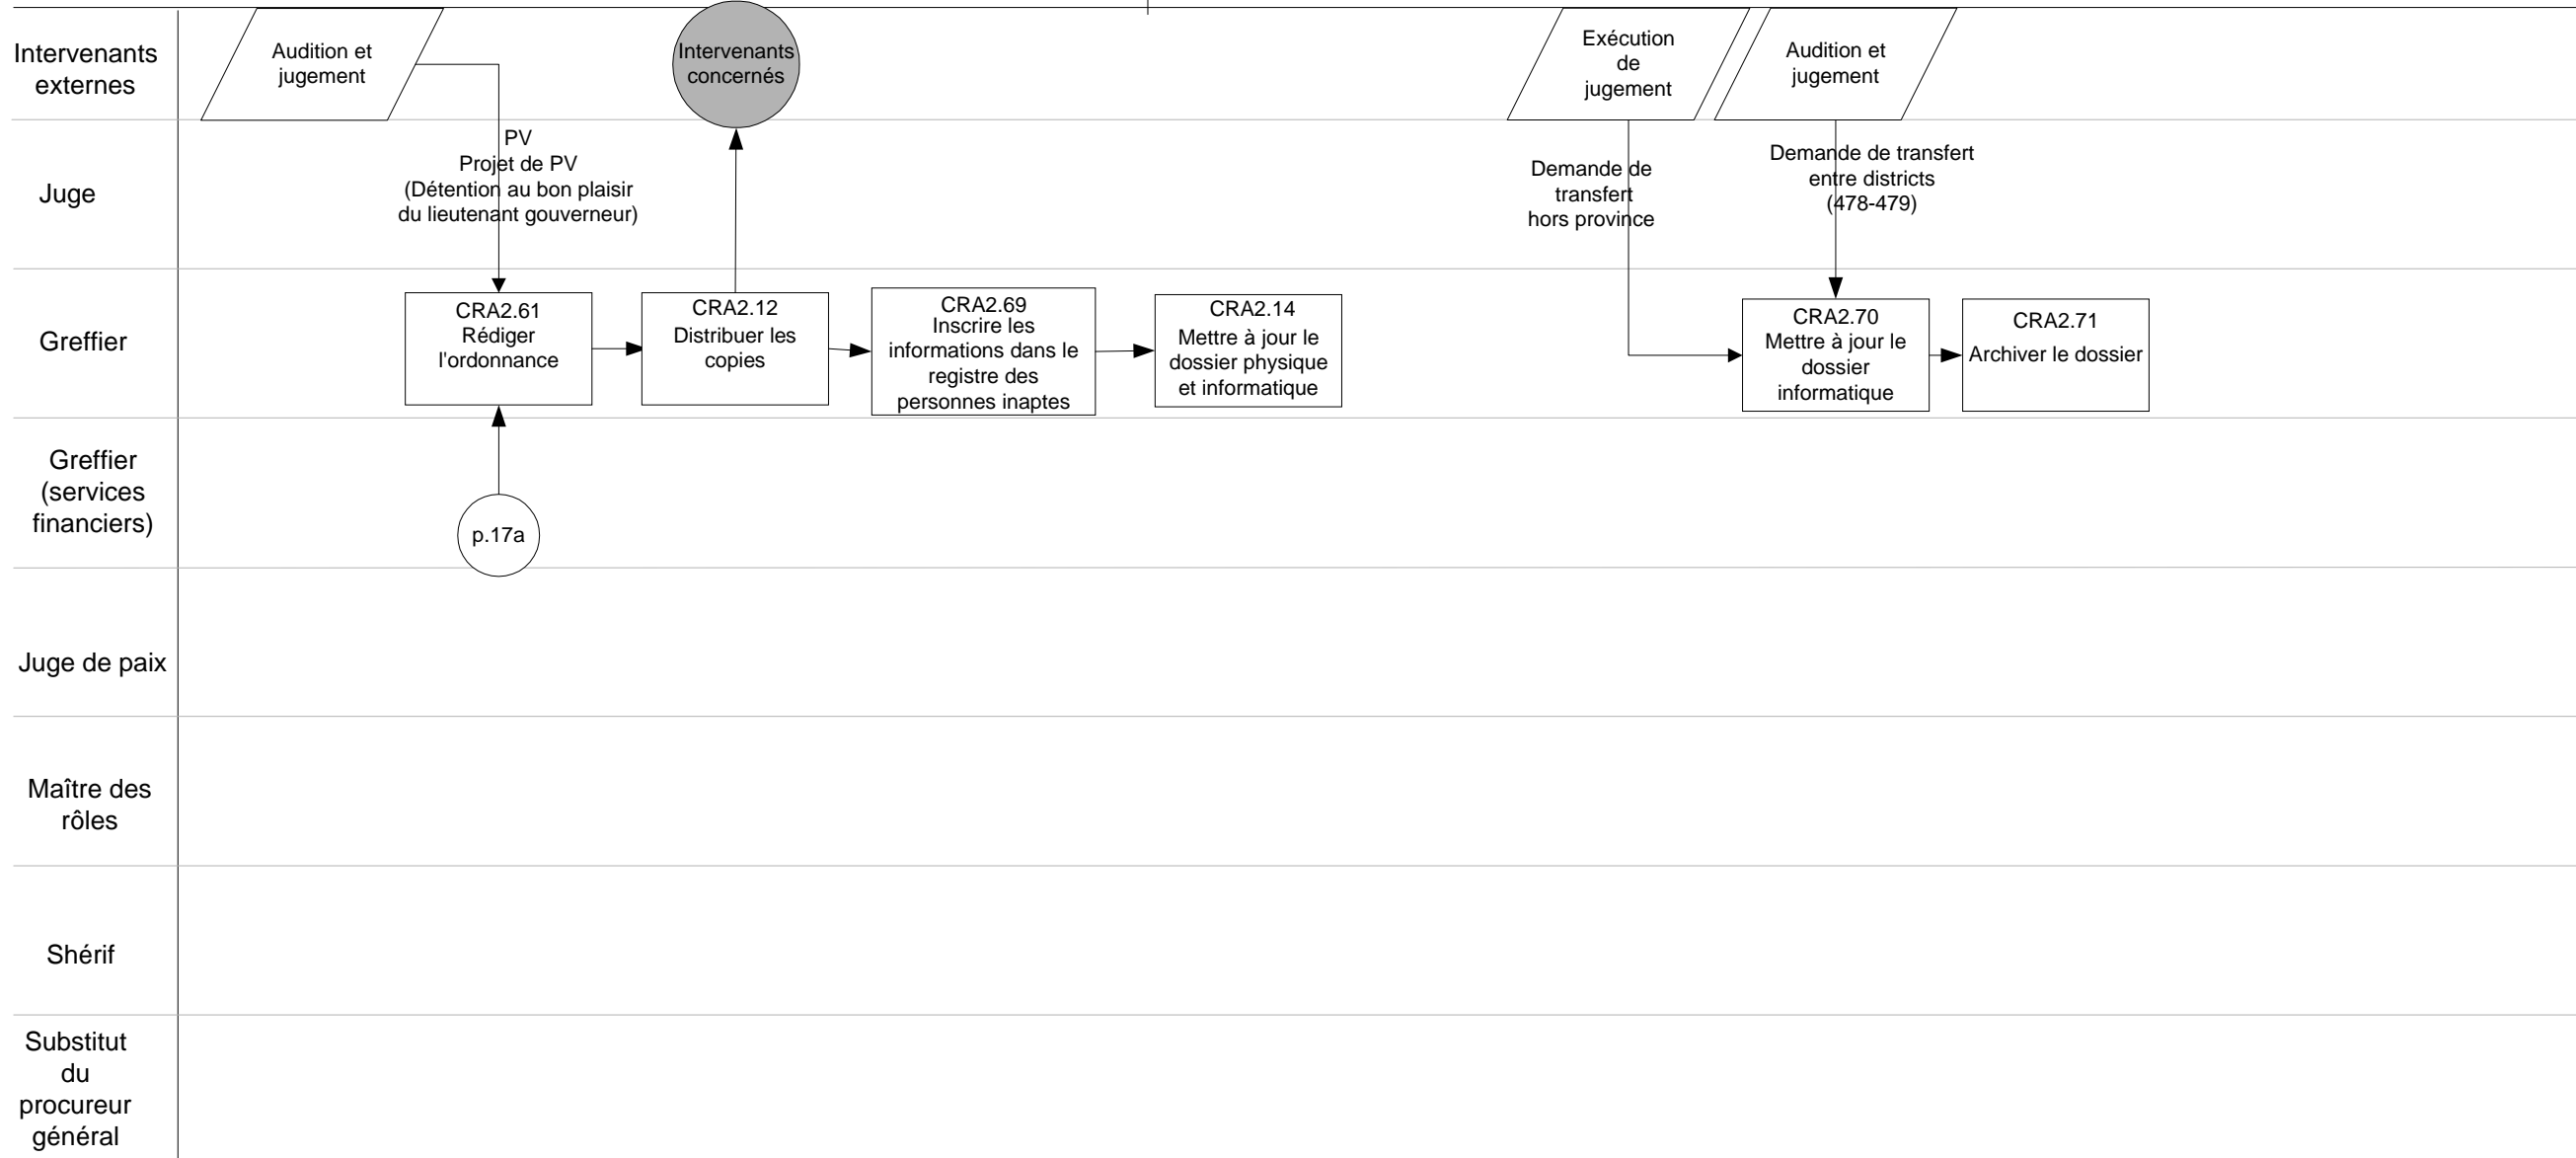 Intervenants
externes
Audition et
jugement
Intervenants
concernés
Exécution
de
jugement
Audition et
jugement
Juge
PV
Projet de PV
(Détention au bon plaisir
du lieutenant gouverneur)
Demande de
transfert
hors province
Demande de transfert
entre districts
(478-479)
Greffier
CRA2.61
Rédiger
l'ordonnance
CRA2.12
Distribuer les
copies
CRA2.69
Inscrire les
informations dans le
registre des
personnes inaptes
CRA2.14
Mettre à jour le
dossier physique
et informatique
CRA2.70
Mettre à jour le
dossier
informatique
CRA2.71
Archiver le dossier
Greffier
(services
financiers)
p.17a
Juge de paix
Maître des
rôles
Shérif
Substitut
du
procureur
général